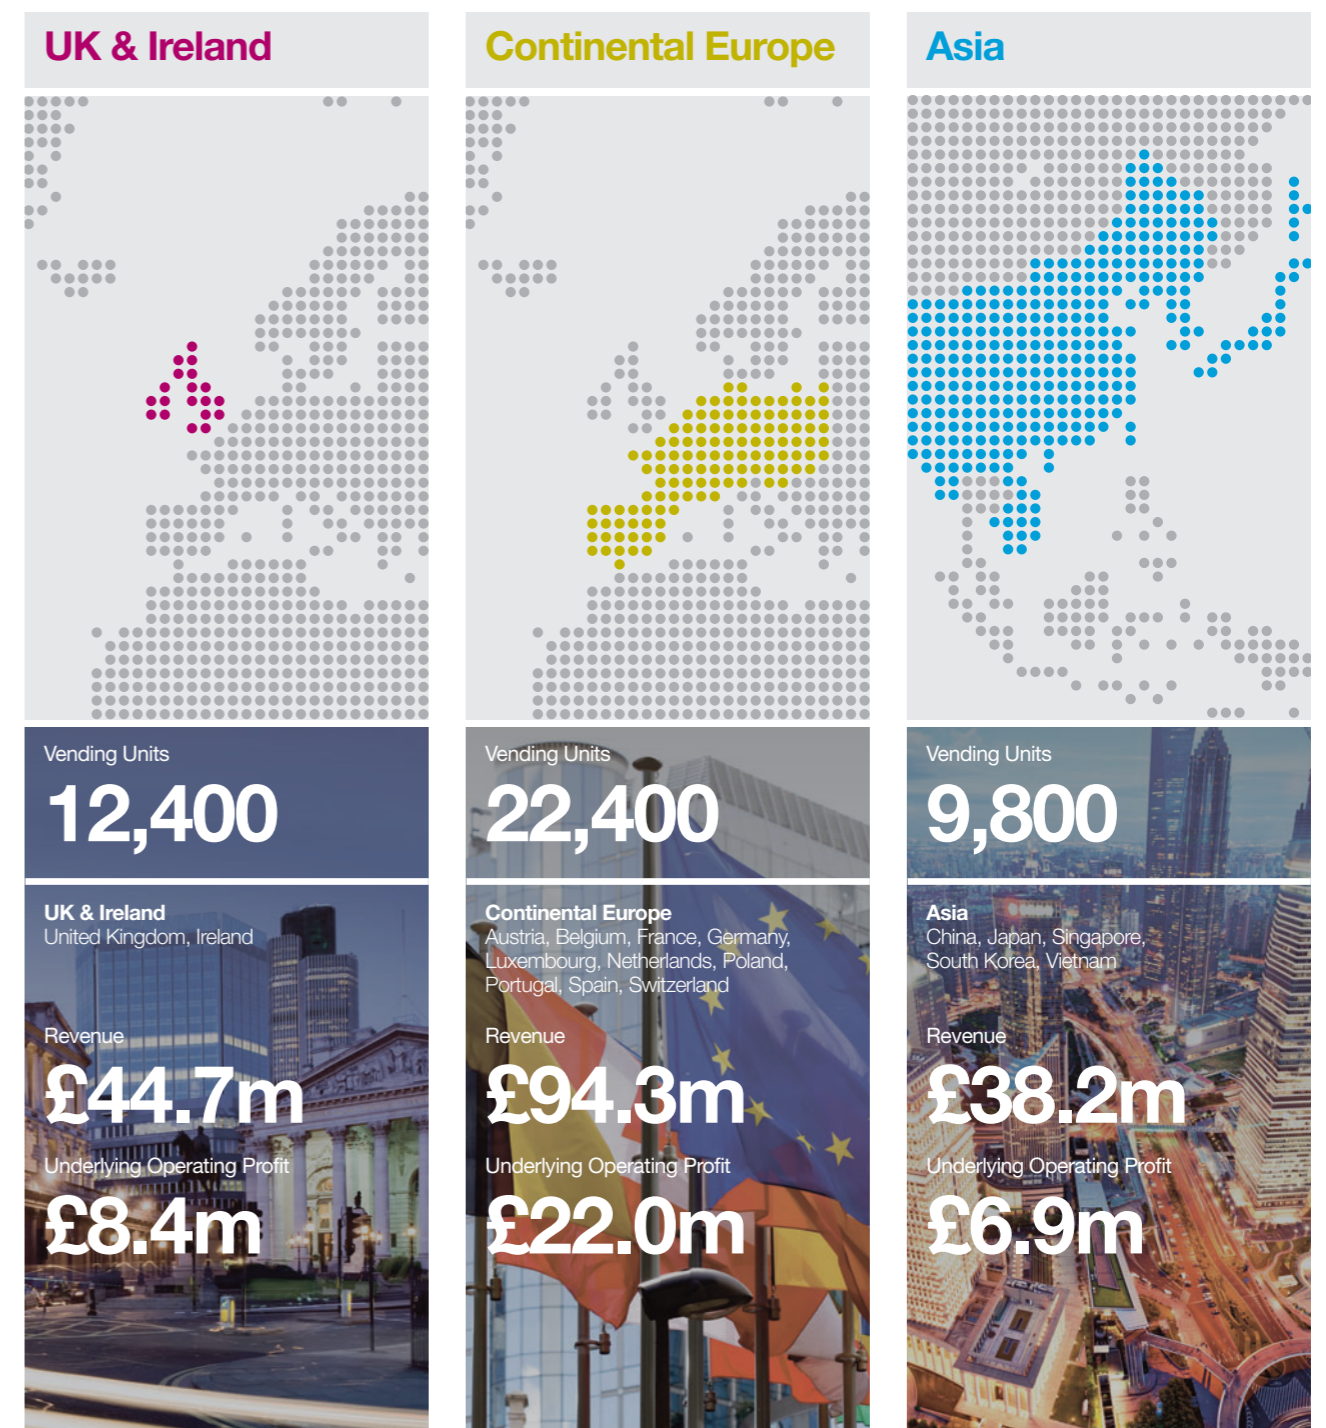 UK & Ireland
Vending Units
12,400
UK & Ireland
United Kingdom, Ireland
Revenue
£44.7m
Underlying Operating Profit
£8.4m
Continental Europe
Vending Units
22,400
Continental Europe
Austria, Belgium, France, Germany,
Luxembourg, Netherlands, Poland,
Portugal, Spain, Switzerland
Revenue
£94.3m
Underlying Operating Profit
£22.0m
Asia
Vending Units
9,800
Asia
China, Japan, Singapore,
South Korea, Vietnam
Revenue
£38.2m
Underlying Operating Profit
£6.9m